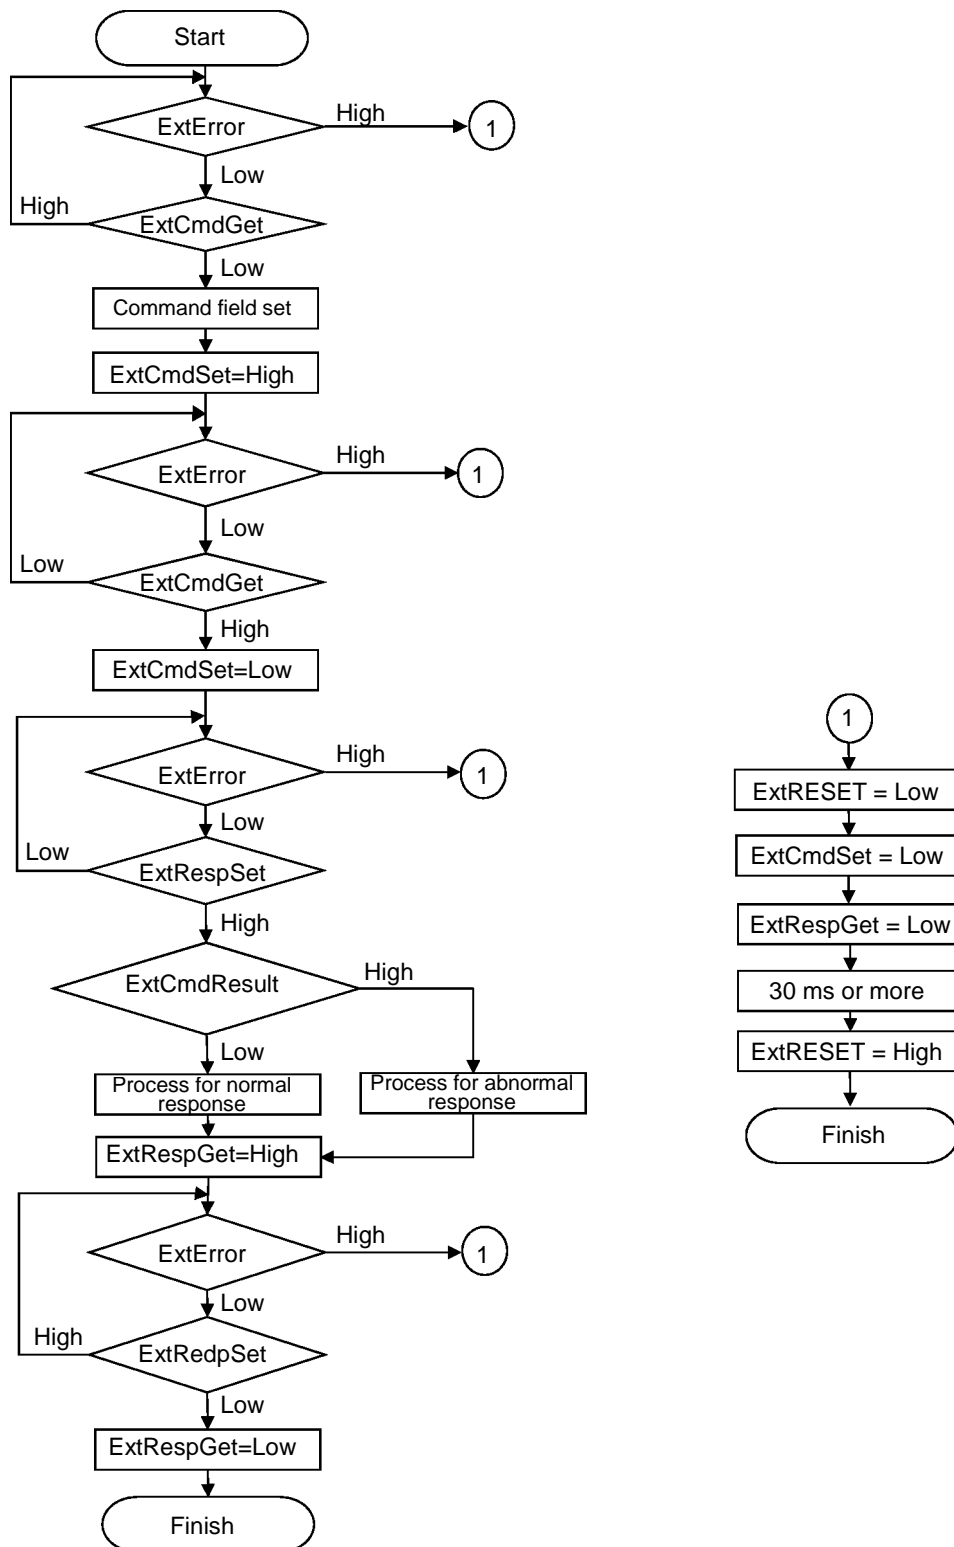 Start
ExtError
High
1
Low
High
ExtCmdGet
Low
Command field set
ExtCmdSet=High
ExtError
High
1
Low
Low
ExtCmdGet
High
ExtCmdSet=Low
ExtError
High
1
Low
Low
ExtRespSet
High
ExtCmdResult
High
Low
Process for normal
response
Process for abnormal
response
ExtRespGet=High
ExtError
High
1
Low
High
ExtRedpSet
Low
ExtRespGet=Low
Finish
1
ExtRESET = Low
ExtCmdSet = Low
ExtRespGet = Low
30 ms or more
ExtRESET = High
Finish